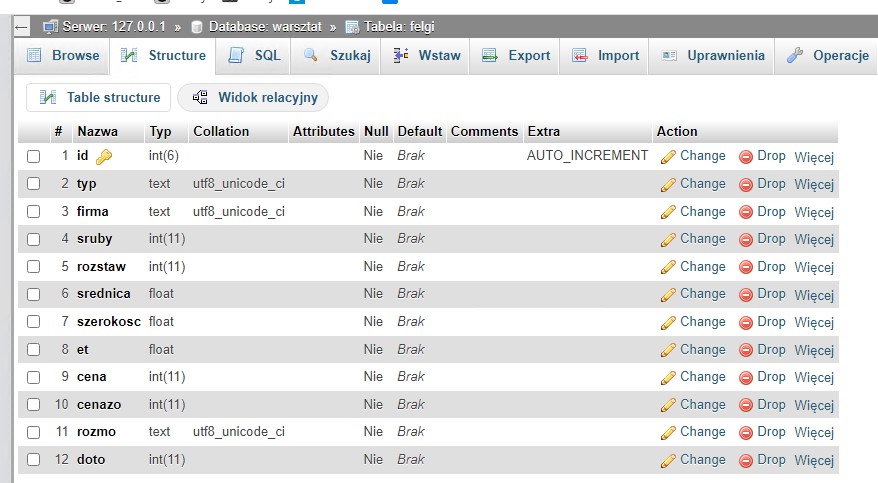 Serwer: 127.0.0.1 » Database: warsztat » Tabela: felgi
Browse Structure SQL Szukaj Wstaw Export Import Uprawnienia Operacje
Table structure Widok relacyjny
# Nazwa Typ Collation Attributes Null Default Comments Extra Action
1 id int(6) Nie Brak AUTO_INCREMENT Change Drop Więcej
2 typ text utf8_unicode_ci Nie Brak Change Drop Więcej
3 firma text utf8_unicode_ci Nie Brak Change Drop Więcej
4 sruby int(11) Nie Brak Change Drop Więcej
5 rozstaw int(11) Nie Brak Change Drop Więcej
6 srednica float Nie Brak Change Drop Więcej
7 szerokosc float Nie Brak Change Drop Więcej
8 et float Nie Brak Change Drop Więcej
9 cena int(11) Nie Brak Change Drop Więcej
10 cenazo int(11) Nie Brak Change Drop Więcej
11 rozmo text utf8_unicode_ci Nie Brak Change Drop Więcej
12 doto int(11) Nie Brak Change Drop Więcej